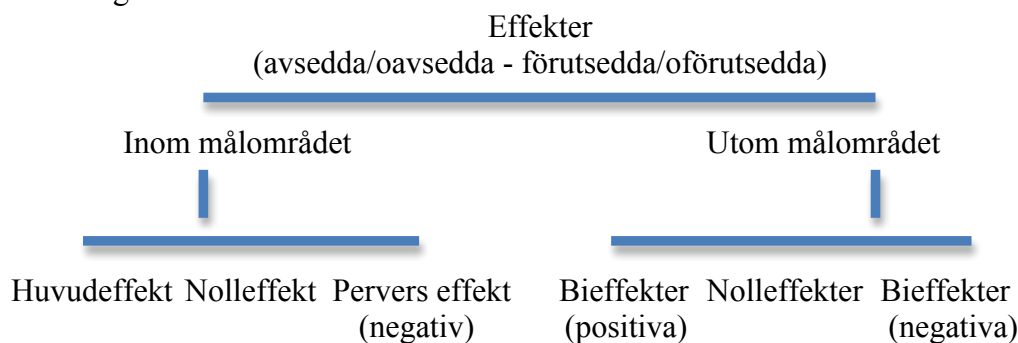 Effekter
(avsedda/oavsedda - förutsedda/oförutsedda)
Inom målområdet Utom målområdet
Huvudeffekt Nolleffekt Pervers effekt Bieffekter Nolleffekter Bieffekter
(negativ) (positiva) (negativa)